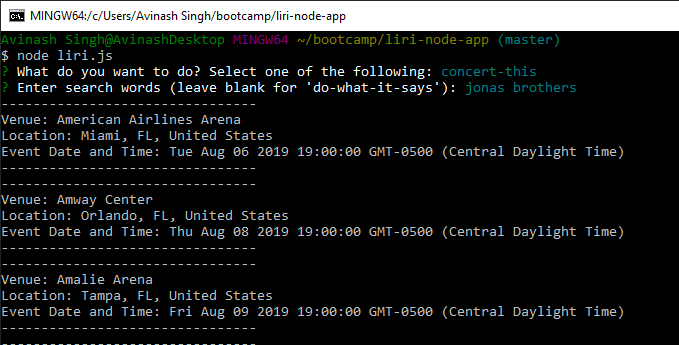 MINGW64:/c/Users/Avinash Singh/bootcamp/liri-node-app
Avinash Singh@AvinashDesktop MINGW64 ~/bootcamp/liri-node-app (master)
$ node liri.js
? What do you want to do? Select one of the following: concert-this
? Enter search words (leave blank for 'do-what-it-says'): jonas brothers
--------------------------------
Venue: American Airlines Arena
Location: Miami, FL, United States
Event Date and Time: Tue Aug 06 2019 19:00:00 GMT-0500 (Central Daylight Time)
--------------------------------
--------------------------------
Venue: Amway Center
Location: Orlando, FL, United States
Event Date and Time: Thu Aug 08 2019 19:00:00 GMT-0500 (Central Daylight Time)
--------------------------------
--------------------------------
Venue: Amalie Arena
Location: Tampa, FL, United States
Event Date and Time: Fri Aug 09 2019 19:00:00 GMT-0500 (Central Daylight Time)
--------------------------------
--------------------------------